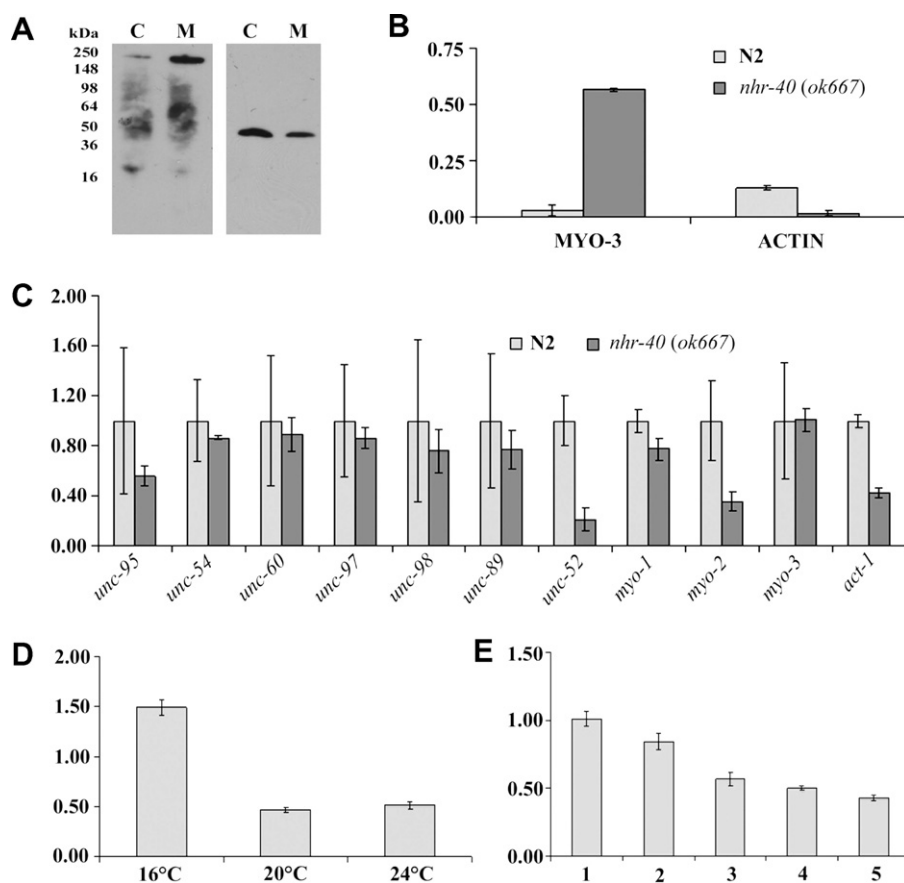 A
kDa C M C M
250
148
98
64
50
36
16
B
0.75
0.50
0.25
0.00
N2
nhr-40 (ok667)
MYO-3 ACTIN
C
2.00
1.60
1.20
0.80
0.40
0.00
N2 nhr-40 (ok667)
unc-95 unc-54 unc-60 unc-97 unc-98 unc-89 unc-52 myo-1 myo-2 myo-3 act-1
D
2.00
1.50
1.00
0.50
0.00
16°C 20°C 24°C
E
1.50
1.00
0.50
0.00
1 2 3 4 5